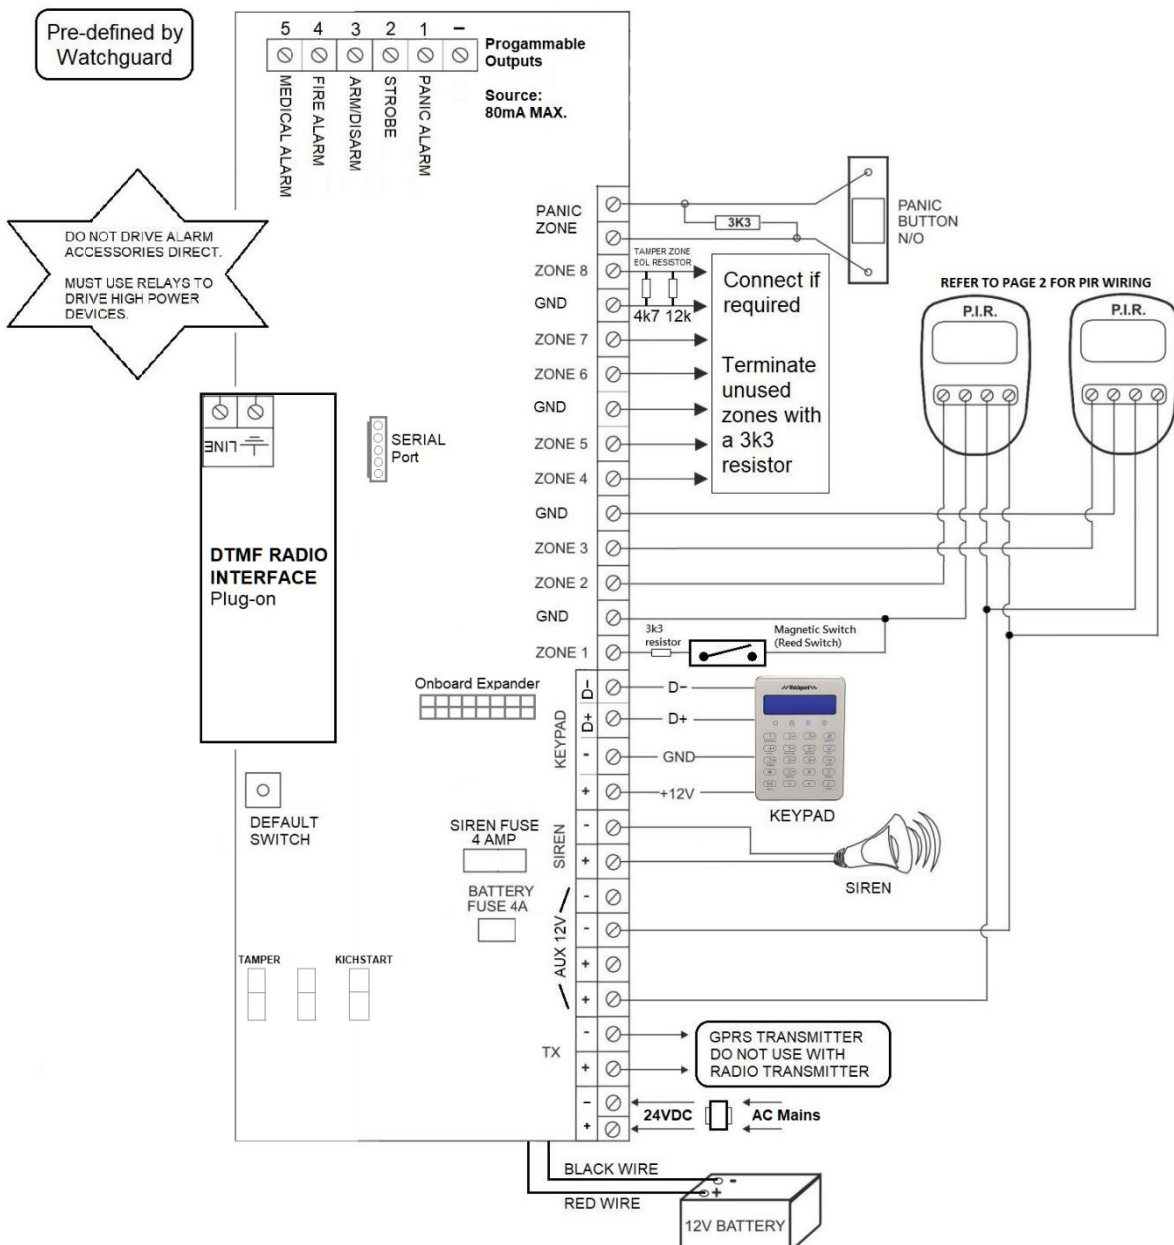 Pre-defined by
Watchguard
5 4 3 2 1 –
Progammable
Outputs
Source:
80mA MAX.
MEDICAL ALARM
FIRE ALARM
ARM/DISARM
STROBE
PANIC ALARM
DO NOT DRIVE ALARM
ACCESSORIES DIRECT.
MUST USE RELAYS TO
DRIVE HIGH POWER
DEVICES.
PANIC
ZONE
3K3
PANIC
BUTTON
N/O
ZONE 8
TAMPER ZONE
EOL RESISTOR
GND
4k7 12k
Connect if
required
Terminate
unused
zones with
a 3k3
resistor
REFER TO PAGE 2 FOR PIR WIRING
P.I.R.
P.I.R.
ZONE 7
ZONE 6
GND
ZONE 5
ZONE 4
GND
ZONE 3
ZONE 2
GND
ZONE 1
LINE
SERIAL
Port
DTMF RADIO
INTERFACE
Plug-on
3k3
resistor
Magnetic Switch
(Reed Switch)
Onboard Expander
KEYPAD
D– D–
D+ D+
- GND
+ +12V
KEYPAD
DEFAULT
SWITCH
SIREN FUSE
4 AMP
SIREN
-
+
SIREN
BATTERY
FUSE 4A
AUX 12V
-
-
+
+
TAMPER
KICHSTART
TX
-
+
GPRS TRANSMITTER
DO NOT USE WITH
RADIO TRANSMITTER
–
+
24VDC
AC Mains
BLACK WIRE
RED WIRE
-
+
12V BATTERY